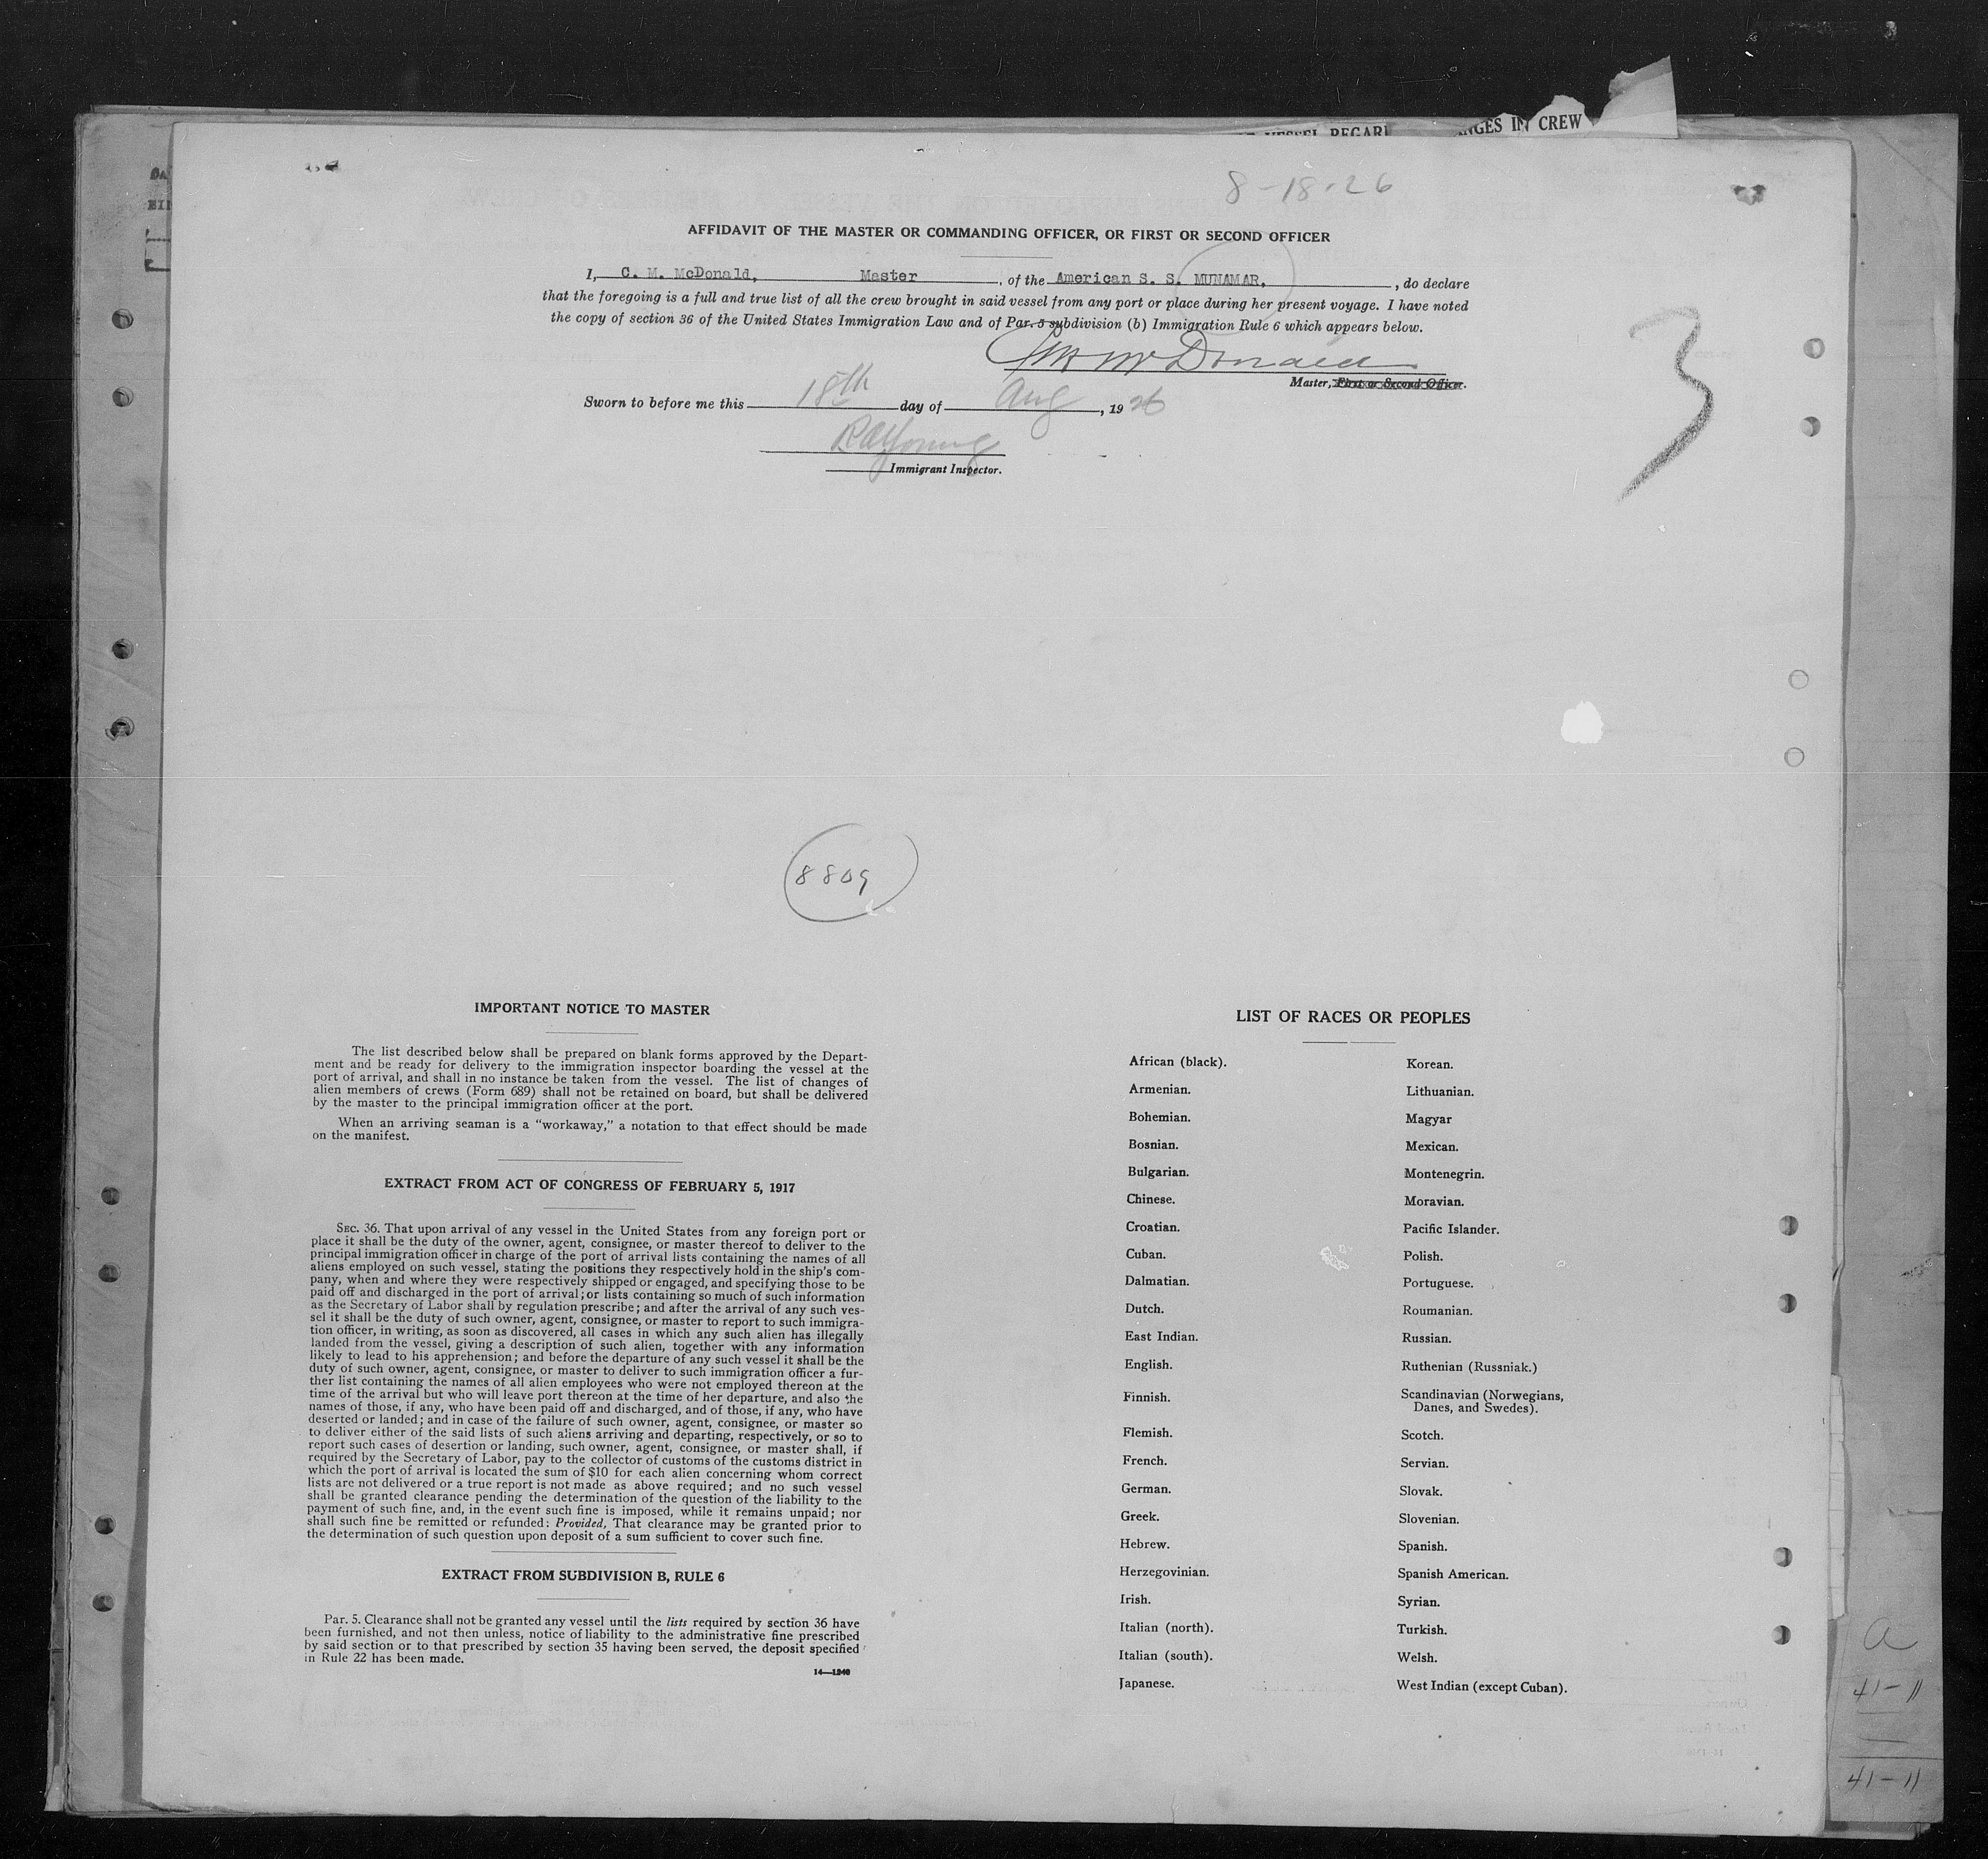 NGES IN CREW
8-18-26
AFFIDAVIT OF THE MASTER OR COMMANDING OFFICER, OR FIRST OR SECOND OFFICER
I, C. M. McDonald, Master, of the American S. S. MUNAMAR, , do declare
that the foregoing is a full and true list of all the crew brought in said vessel from any port or place during her present voyage. I have noted
the copy of section 36 of the United States Immigration Law and of Par. 5 subdivision (b) Immigration Rule 6 which appears below.
McDonald
Master, First or Second Officer.
Sworn to before me this 18th day of Aug, 1926
R A Young
Immigrant Inspector.
3
8809
IMPORTANT NOTICE TO MASTER
The list described below shall be prepared on blank forms approved by the Depart-
ment and be ready for delivery to the immigration inspector boarding the vessel at the
port of arrival, and shall in no instance be taken from the vessel. The list of changes of
alien members of crews (Form 689) shall not be retained on board, but shall be delivered
by the master to the principal immigration officer at the port.
When an arriving seaman is a "workaway," a notation to that effect should be made
on the manifest.
EXTRACT FROM ACT OF CONGRESS OF FEBRUARY 5, 1917
SEC. 36. That upon arrival of any vessel in the United States from any foreign port or
place it shall be the duty of the owner, agent, consignee, or master thereof to deliver to the
principal immigration officer in charge of the port of arrival lists containing the names of all
aliens employed on such vessel, stating the positions they respectively hold in the ship's com-
pany, when and where they were respectively shipped or engaged, and specifying those to be
paid off and discharged in the port of arrival; or lists containing so much of such information
as the Secretary of Labor shall by regulation prescribe; and after the arrival of any such ves-
sel it shall be the duty of such owner, agent, consignee, or master to report to such immigra-
tion officer, in writing, as soon as discovered, all cases in which any such alien has illegally
landed from the vessel, giving a description of such alien, together with any information
likely to lead to his apprehension; and before the departure of any such vessel it shall be the
duty of such owner, agent, consignee, or master to deliver to such immigration officer a fur-
ther list containing the names of all alien employees who were not employed thereon at the
time of the arrival but who will leave port thereon at the time of her departure, and also the
names of those, if any, who have been paid off and discharged, and of those, if any, who have
deserted or landed; and in case of the failure of such owner, agent, consignee, or master so
to deliver either of the said lists of such aliens arriving and departing, respectively, or so to
report such cases of desertion or landing, such owner, agent, consignee, or master shall, if
required by the Secretary of Labor, pay to the collector of customs of the customs district in
which the port of arrival is located the sum of $10 for each alien concerning whom correct
lists are not delivered or a true report is not made as above required; and no such vessel
shall be granted clearance pending the determination of the question of the liability to the
payment of such fine, and, in the event such fine is imposed, while it remains unpaid; nor
shall such fine be remitted or refunded: Provided, That clearance may be granted prior to
the determination of such question upon deposit of a sum sufficient to cover such fine.
EXTRACT FROM SUBDIVISION B, RULE 6
Par. 5. Clearance shall not be granted any vessel until the lists required by section 36 have
been furnished, and not then unless, notice of liability to the administrative fine prescribed
by said section or to that prescribed by section 35 having been served, the deposit specified
in Rule 22 has been made.
14—1240
LIST OF RACES OR PEOPLES
African (black).
Armenian.
Bohemian.
Bosnian.
Bulgarian.
Chinese.
Croatian.
Cuban.
Dalmatian.
Dutch.
East Indian.
English.
Finnish.
Flemish.
French.
German.
Greek.
Hebrew.
Herzegovinian.
Irish.
Italian (north).
Italian (south).
Japanese.
Korean.
Lithuanian.
Magyar
Mexican.
Montenegrin.
Moravian.
Pacific Islander.
Polish.
Portuguese.
Roumanian.
Russian.
Ruthenian (Russniak.)
Scandinavian (Norwegians,
Danes, and Swedes).
Scotch.
Servian.
Slovak.
Slovenian.
Spanish.
Spanish American.
Syrian.
Turkish.
Welsh.
West Indian (except Cuban).
a
41-11
41-11